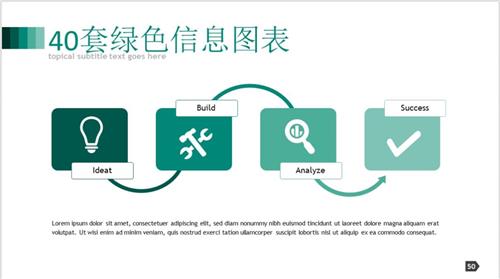 40套绿色信息图表
topical subtitle text goes here
Build
Success
Ideat
Analyze
Lorem ipsum dolor sit amet, consectetuer adipiscing elit, sed diam nonummy nibh euismod tincidunt
ut laoreet dolore magna aliquam erat volutpat. Ut wisi enim ad minim veniam, quis nostrud exerci
tation ullamcorper suscipit lobortis nisl ut aliquip ex ea commodo consequat.
50